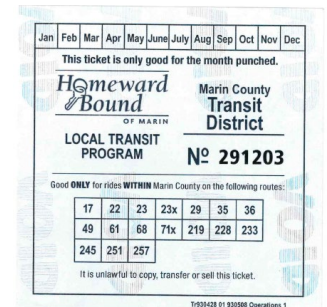 Jan Feb Mar Apr May June July Aug Sep Oct Nov Dec
This ticket is only good for the month punched.
Homeward
Bound
OF MARIN
Marin County
Transit
District
LOCAL TRANSIT
PROGRAM
Nº 291203
Good ONLY for rides WITHIN Marin County on the following routes:
17 22 23 23x 29 35 36
49 61 68 71x 219 228 233
245 251 257
It is unlawful to copy, transfer or sell this ticket.
Tr930428 01 930508 Operations 1